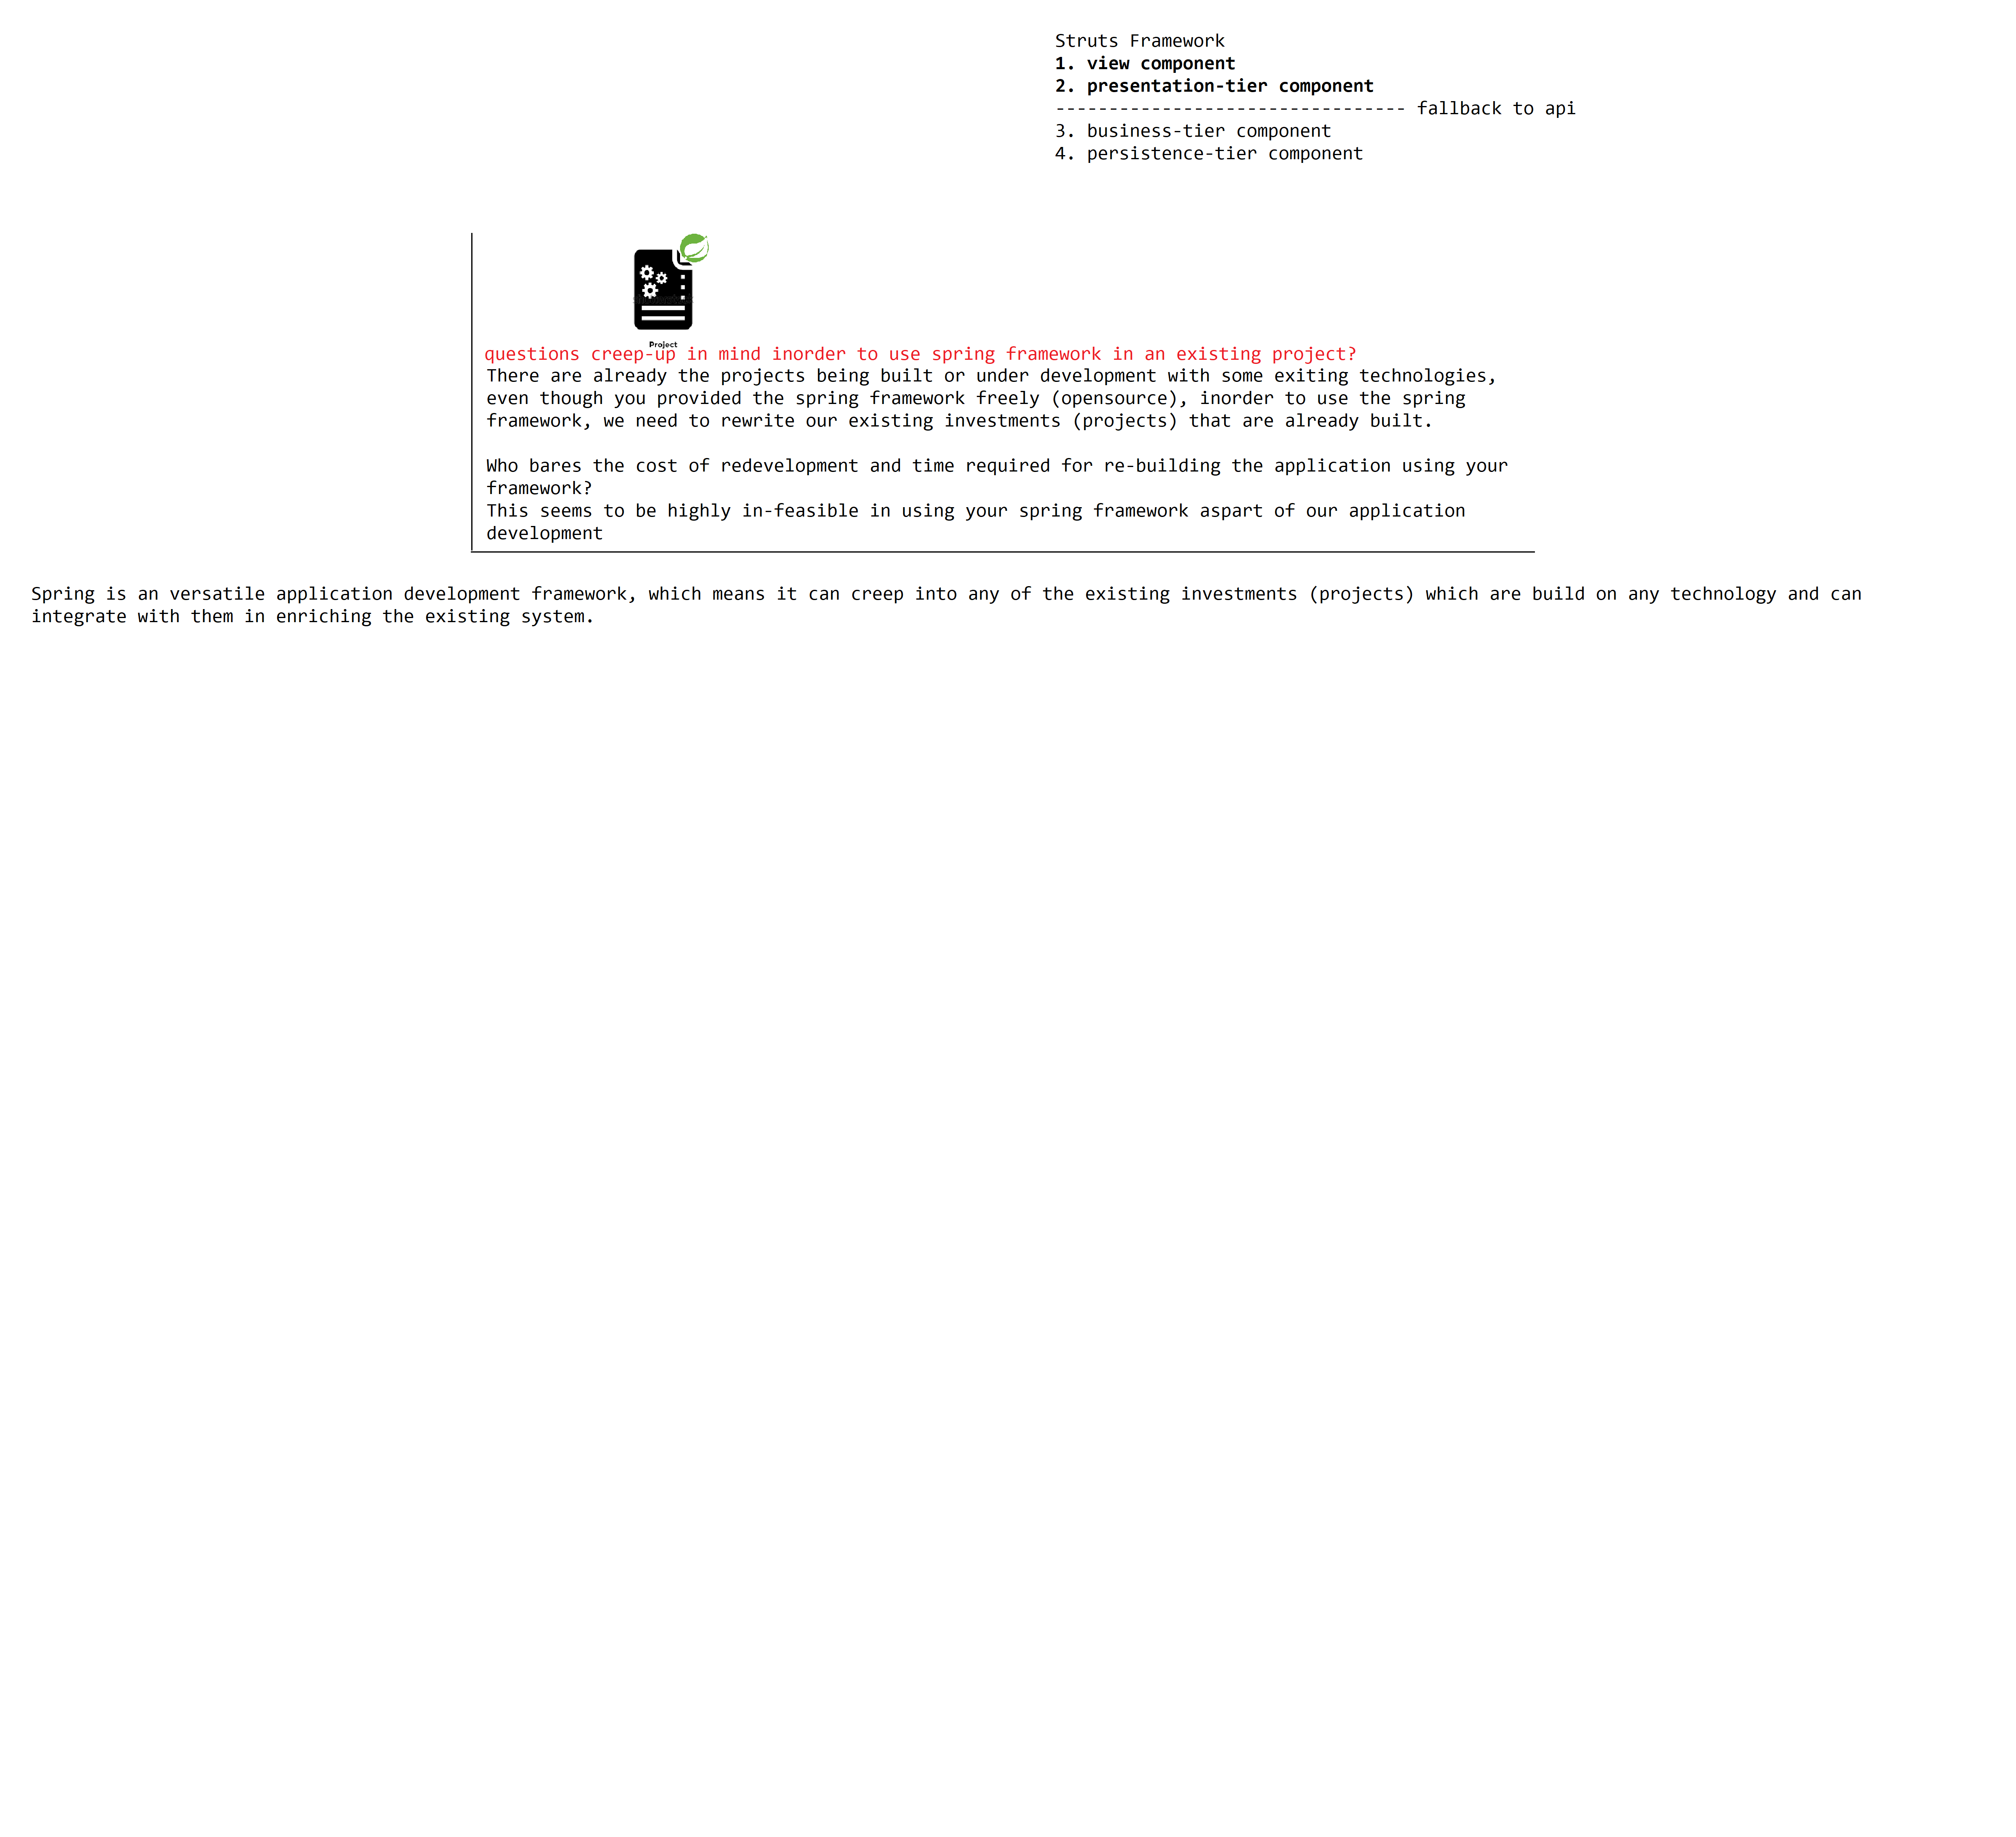 Struts Framework
1. view component
2. presentation-tier component
--------------------------------- fallback to api
3. business-tier component
4. persistence-tier component
Project
questions creep-up in mind inorder to use spring framework in an existing project?
There are already the projects being built or under development with some exiting technologies,
even though you provided the spring framework freely (opensource), inorder to use the spring
framework, we need to rewrite our existing investments (projects) that are already built.
Who bares the cost of redevelopment and time required for re-building the application using your
framework?
This seems to be highly in-feasible in using your spring framework aspart of our application
development
Spring is an versatile application development framework, which means it can creep into any of the existing investments (projects) which are build on any technology and can
integrate with them in enriching the existing system.